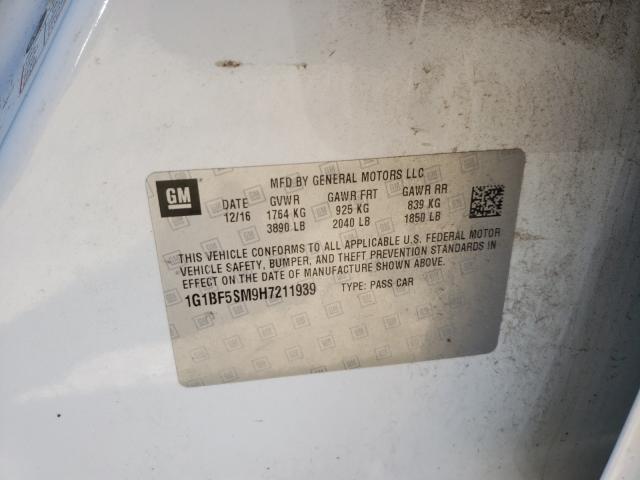 GM
MFD BY GENERAL MOTORS LLC
DATE GVWR GAWR FRT GAWR RR
12/16 1764 KG 925 KG 839 KG
3890 LB 2040 LB 1850 LB
THIS VEHICLE CONFORMS TO ALL APPLICABLE U.S. FEDERAL MOTOR
VEHICLE SAFETY, BUMPER, AND THEFT PREVENTION STANDARDS IN
EFFECT ON THE DATE OF MANUFACTURE SHOWN ABOVE.
1G1BF5SM9H7211939 TYPE: PASS CAR